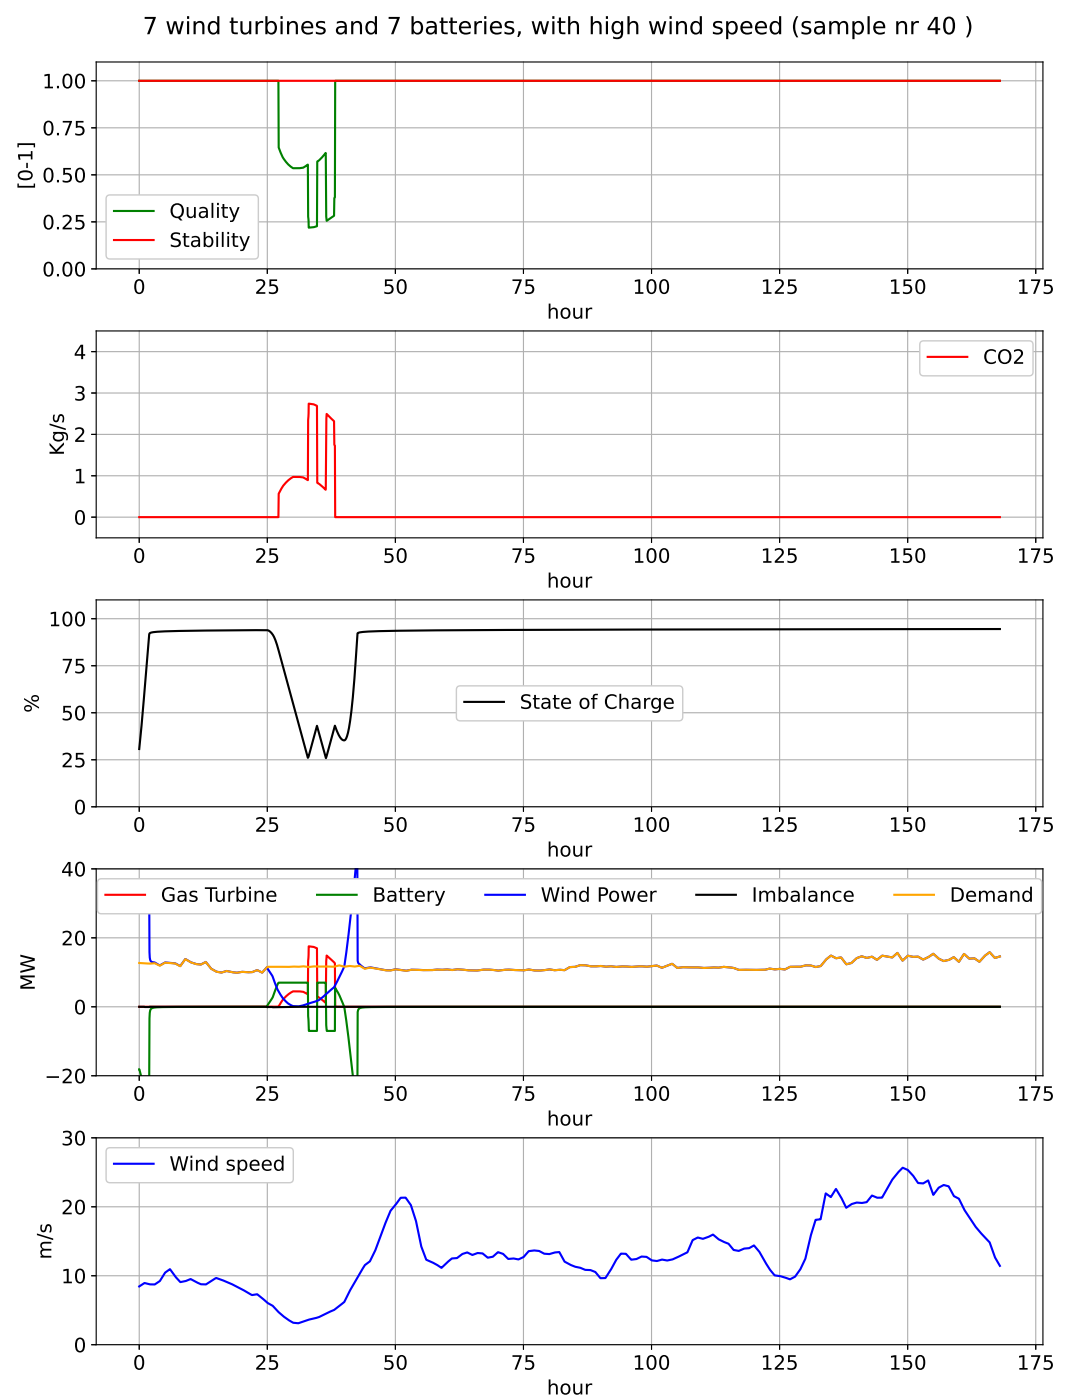 7 wind turbines and 7 batteries, with high wind speed (sample nr 40 )
1.00
0.75
0.50
0.25
0.00
[0-1]
Quality
Stability
0 25 50 75 100 125 150 175
hour
4
3
2
1
0
Kg/s
CO2
0 25 50 75 100 125 150 175
hour
100
75
50
25
0
%
State of Charge
0 25 50 75 100 125 150 175
hour
40
20
0
−20
MW
Gas Turbine Battery Wind Power Imbalance Demand
0 25 50 75 100 125 150 175
hour
30
20
10
0
m/s
Wind speed
0 25 50 75 100 125 150 175
hour